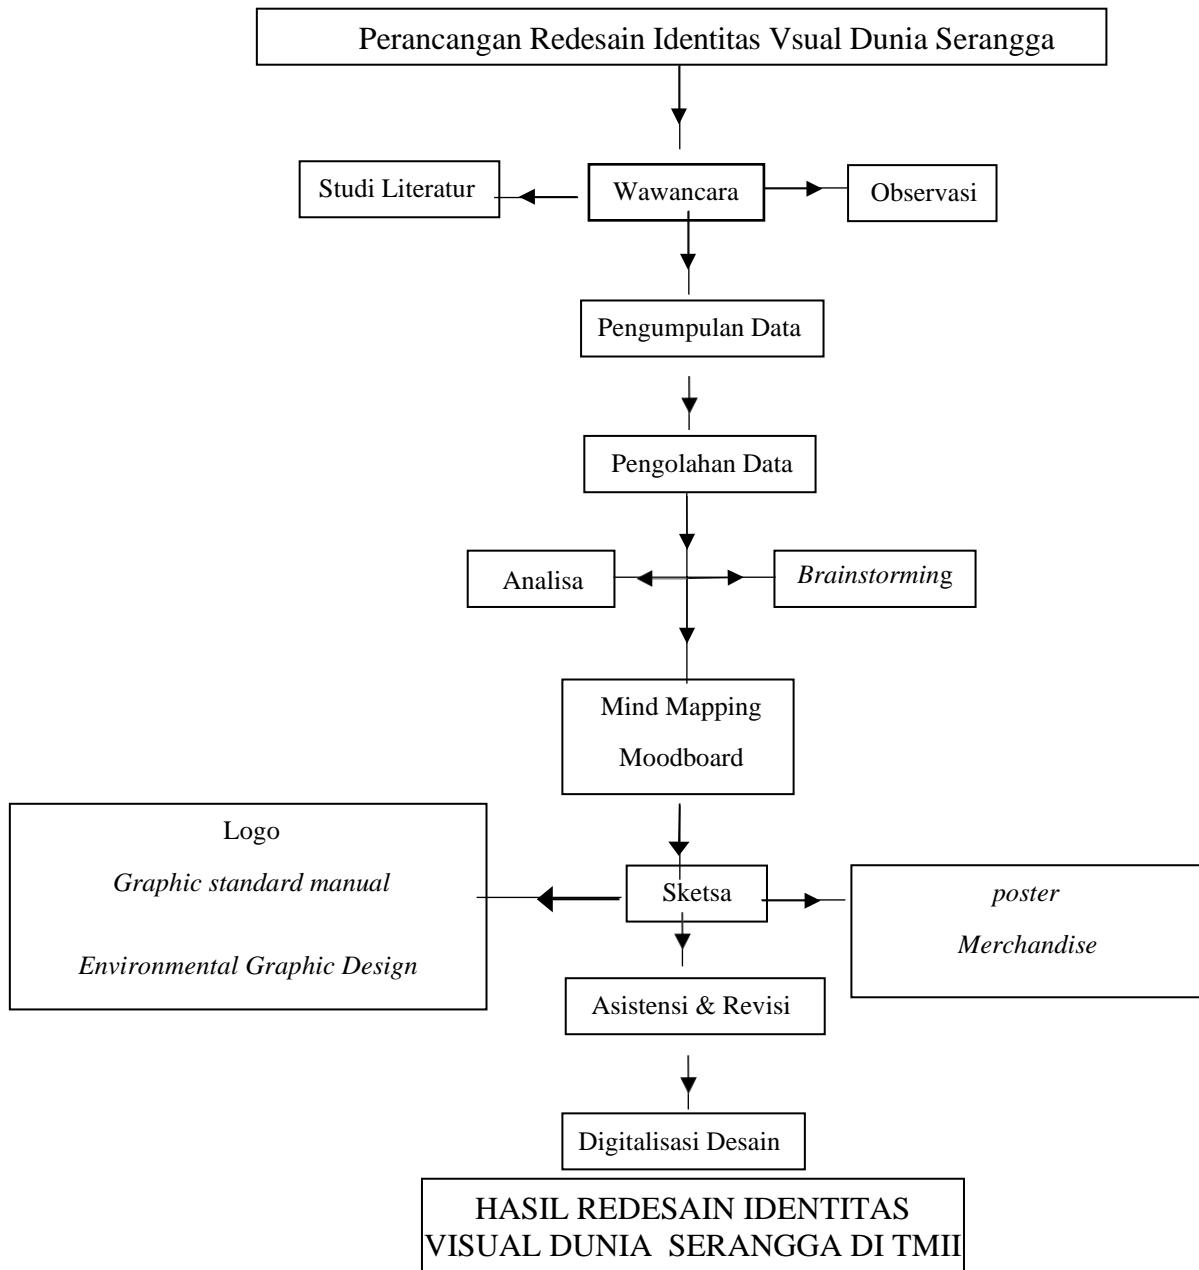 Perancangan Redesain Identitas Vsual Dunia Serangga
Studi Literatur
Wawancara
Observasi
Pengumpulan Data
Pengolahan Data
Analisa
Brainstorming
Mind Mapping
Moodboard
Logo
Graphic standard manual
Environmental Graphic Design
Sketsa
poster
Merchandise
Asistensi & Revisi
Digitalisasi Desain
HASIL REDESAIN IDENTITAS
VISUAL DUNIA SERANGGA DI TMII